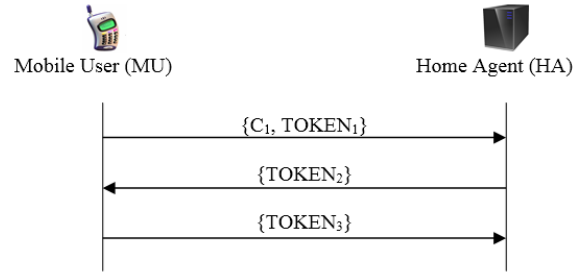 Mobile User (MU)
Home Agent (HA)
{C₁, TOKEN₁}
{TOKEN₂}
{TOKEN₃}